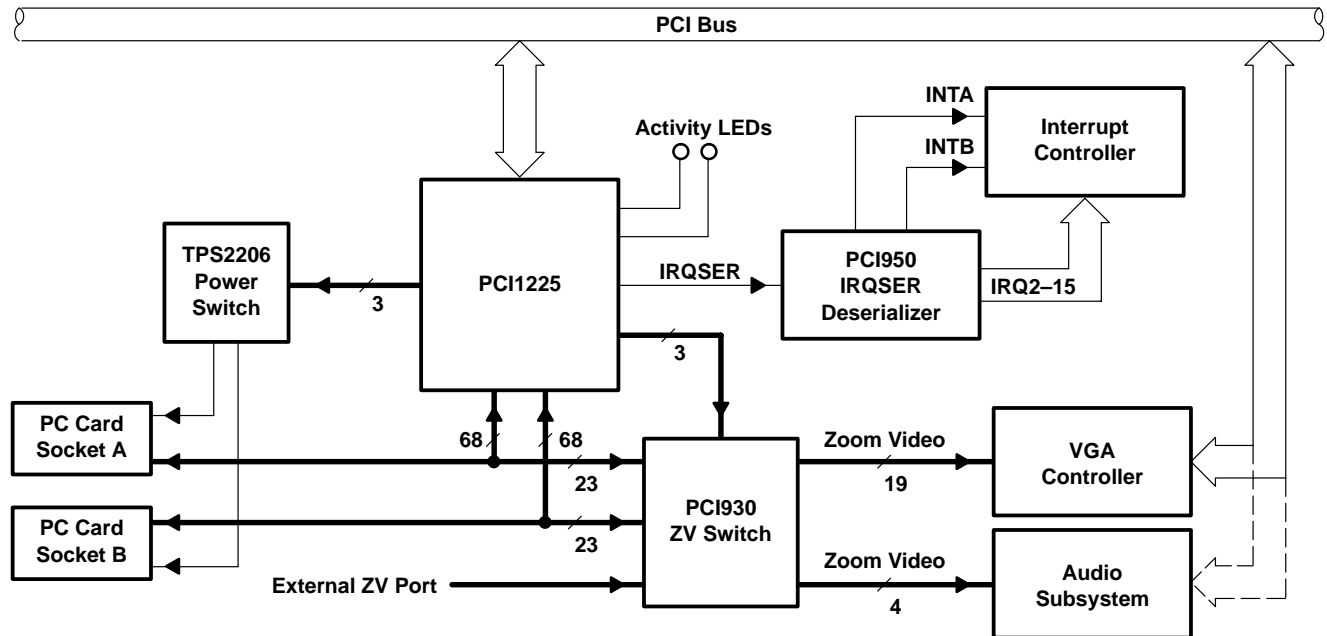 PCI Bus
Activity LEDs
INTA
INTB
Interrupt
Controller
TPS2206
Power
Switch
3
PCI1225
IRQSER
PCI950
IRQSER
Deserializer
IRQ2–15
3
PC Card
Socket A
68
68
23
Zoom Video
19
VGA
Controller
PCI930
ZV Switch
PC Card
Socket B
23
External ZV Port
Zoom Video
4
Audio
Subsystem